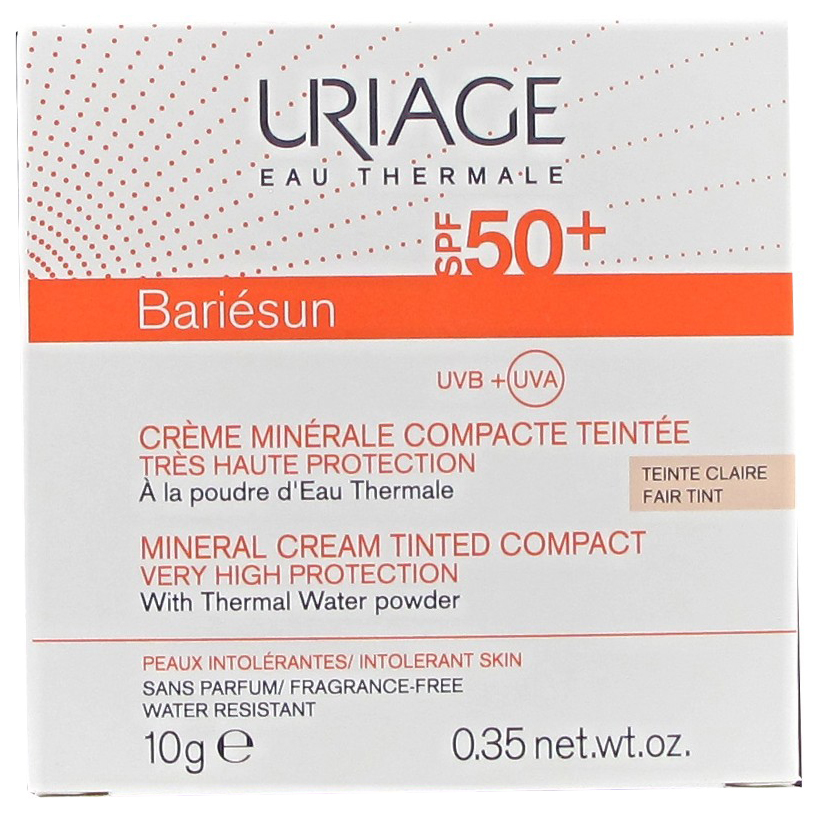 URIAGE
EAU THERMALE
SPF 50+
Bariésun
UVB + UVA
CRÈME MINÉRALE COMPACTE TEINTÉE
TRÈS HAUTE PROTECTION
À la poudre d'Eau Thermale
TEINTE CLAIRE
FAIR TINT
MINERAL CREAM TINTED COMPACT
VERY HIGH PROTECTION
With Thermal Water powder
PEAUX INTOLÉRANTES/ INTOLERANT SKIN
SANS PARFUM/ FRAGRANCE-FREE
WATER RESISTANT
10g ℮ 0.35 net.wt.oz.